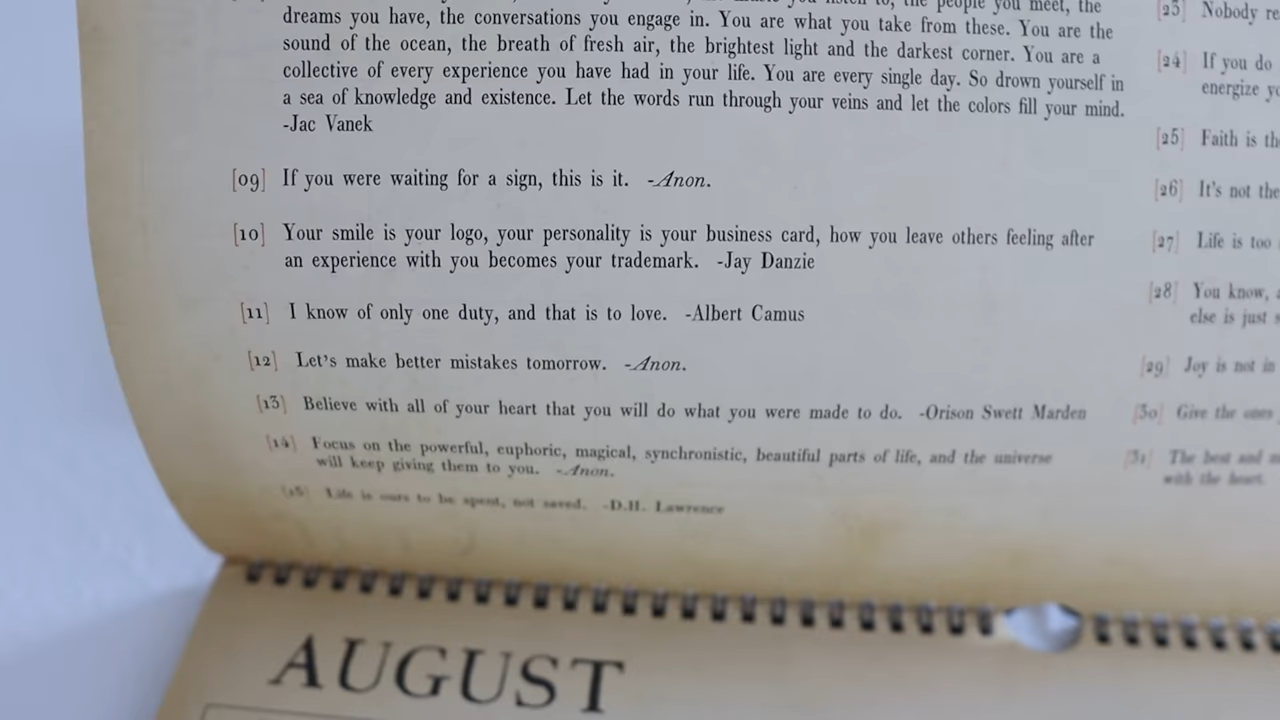 to, the people you meet, the
dreams you have, the conversations you engage in. You are what you take from these. You are the
sound of the ocean, the breath of fresh air, the brightest light and the darkest corner. You are a
collective of every experience you have had in your life. You are every single day. So drown yourself in
a sea of knowledge and existence. Let the words run through your veins and let the colors fill your mind.
-Jac Vanek
[09] If you were waiting for a sign, this is it. -Anon.
[10] Your smile is your logo, your personality is your business card, how you leave others feeling after
an experience with you becomes your trademark. -Jay Danzie
[11] I know of only one duty, and that is to love. -Albert Camus
[12] Let's make better mistakes tomorrow. -Anon.
[13] Believe with all of your heart that you will do what you were made to do. -Orison Swett Marden
[14] Focus on the powerful, euphoric, magical, synchronistic, beautiful parts of life, and the universe
will keep giving them to you. -Anon.
[15] Life is ours to be spent, not saved. -D.H. Lawrence
[23] Nobody
[24] If you do
energize
[25] Faith is
[26] It's not the
[27] Life is too
[28] You know,
else is just
[29] Joy is not in
[30] Give the ones
[31] The best and
with the heart.
AUGUST